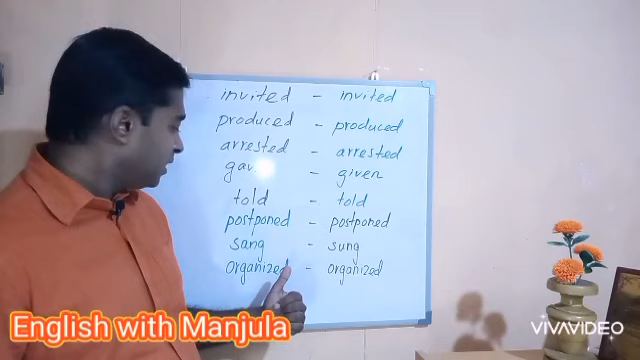 invited - invited
produced - produced
arrested - arrested
gav - given
told - told
postponed - postponed
sang - sung
organized - organized
English with Manjula
VIVAVIDEO